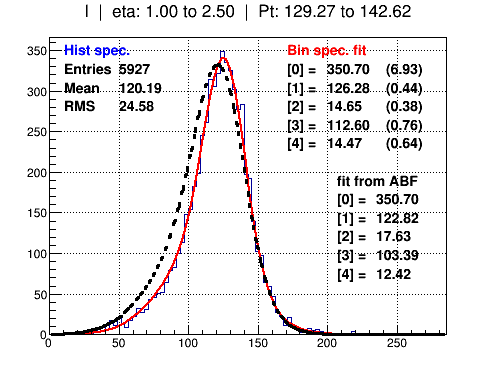 I | eta: 1.00 to 2.50 | Pt: 129.27 to 142.62
Hist spec.
Entries 5927
Mean 120.19
RMS 24.58
Bin spec. fit
[0] = 350.70 (6.93)
[1] = 126.28 (0.44)
[2] = 14.65 (0.38)
[3] = 112.60 (0.76)
[4] = 14.47 (0.64)
fit from ABF
[0] = 350.70
[1] = 122.82
[2] = 17.63
[3] = 103.39
[4] = 12.42
350
300
250
200
150
100
50
0
0 50 100 150 200 250